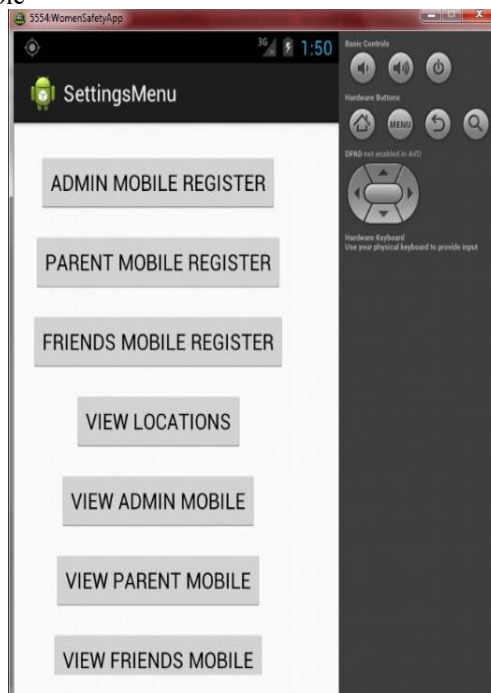 5554:WomenSafetyApp
3G 1:50
SettingsMenu
ADMIN MOBILE REGISTER
PARENT MOBILE REGISTER
FRIENDS MOBILE REGISTER
VIEW LOCATIONS
VIEW ADMIN MOBILE
VIEW PARENT MOBILE
VIEW FRIENDS MOBILE
Basic Controls
Hardware Buttons
MENU
DPAD not enabled in AVD
Hardware Keyboard
Use your physical keyboard to provide input